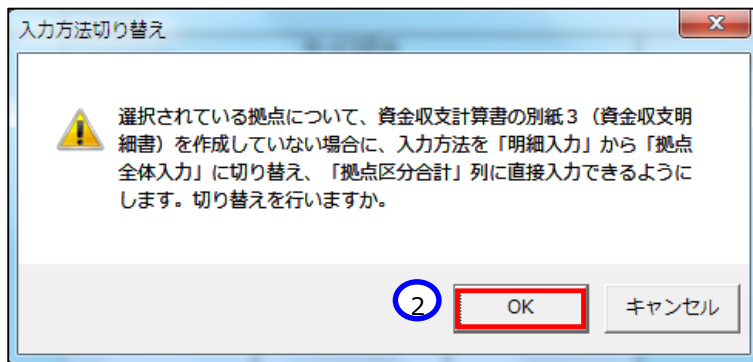 入力方法切り替え
選択されている拠点について、資金収支計算書の別紙3（資金収支明
細書）を作成していない場合に、入力方法を「明細入力」から「拠点
全体入力」に切り替え、「拠点区分合計」列に直接入力できるように
します。切り替えを行いますか。
2
OK
キャンセル